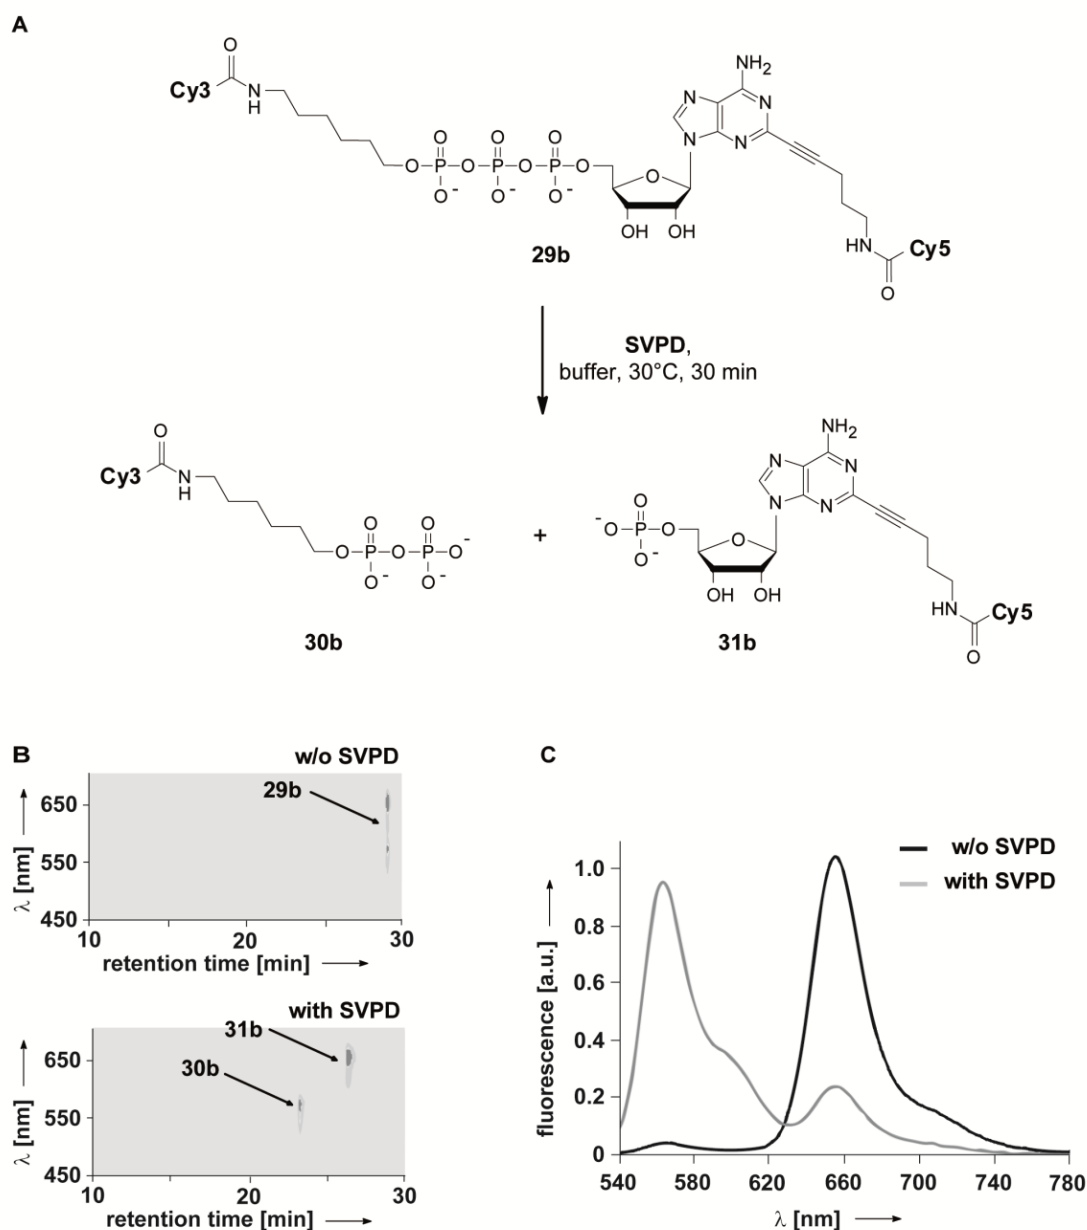 A
O
Cy3
N
H
O
P
O
P
O
P
O
O
O
O
O-
O-
O-
O
OH OH
NH2
N
N
N
N
HN
Cy5
O
29b
SVPD,
buffer, 30°C, 30 min
O
Cy3
N
H
O
P
O
P
O-
O
O
O-
O-
30b
+
-O
P
O
O
O-
O
OH OH
NH2
N
N
N
N
HN
Cy5
O
31b
B
w/o SVPD
29b
λ [nm]
650
550
450
10 20 30
retention time [min]
with SVPD
31b
30b
λ [nm]
650
550
450
10 20 30
retention time [min]
C
w/o SVPD
with SVPD
fluorescence [a.u.]
1.0
0.8
0.6
0.4
0.2
0
540 580 620 660 700 740 780
λ [nm]